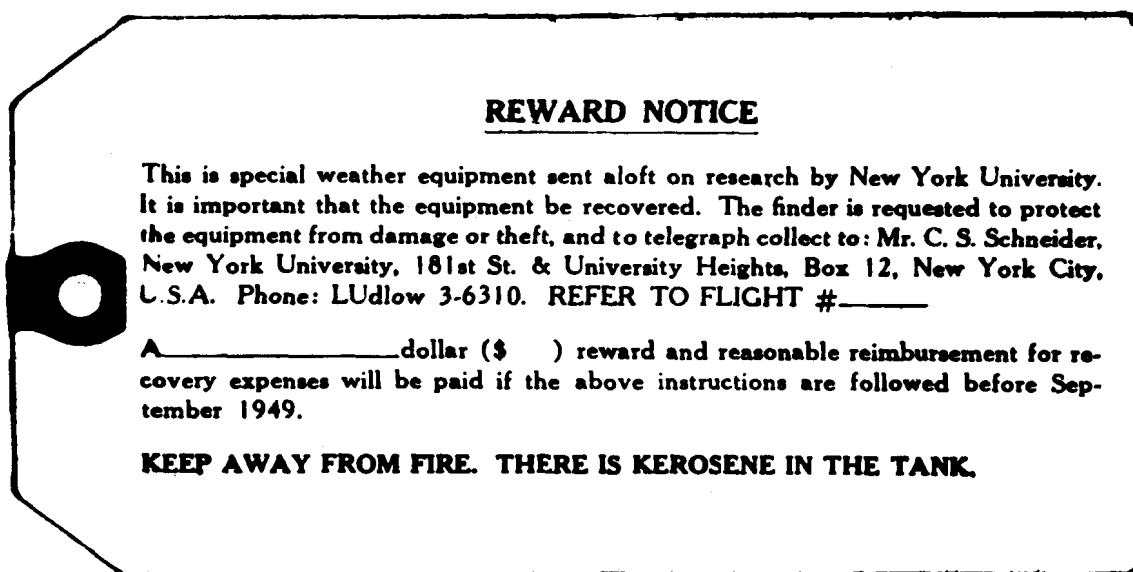 REWARD NOTICE
This is special weather equipment sent aloft on research by New York University.
It is important that the equipment be recovered. The finder is requested to protect
the equipment from damage or theft, and to telegraph collect to: Mr. C. S. Schneider,
New York University, 181st St. & University Heights, Box 12, New York City,
U.S.A. Phone: LUdlow 3-6310. REFER TO FLIGHT #______
A________________dollar ($    ) reward and reasonable reimbursement for re-
covery expenses will be paid if the above instructions are followed before Sep-
tember 1949.
KEEP AWAY FROM FIRE. THERE IS KEROSENE IN THE TANK.